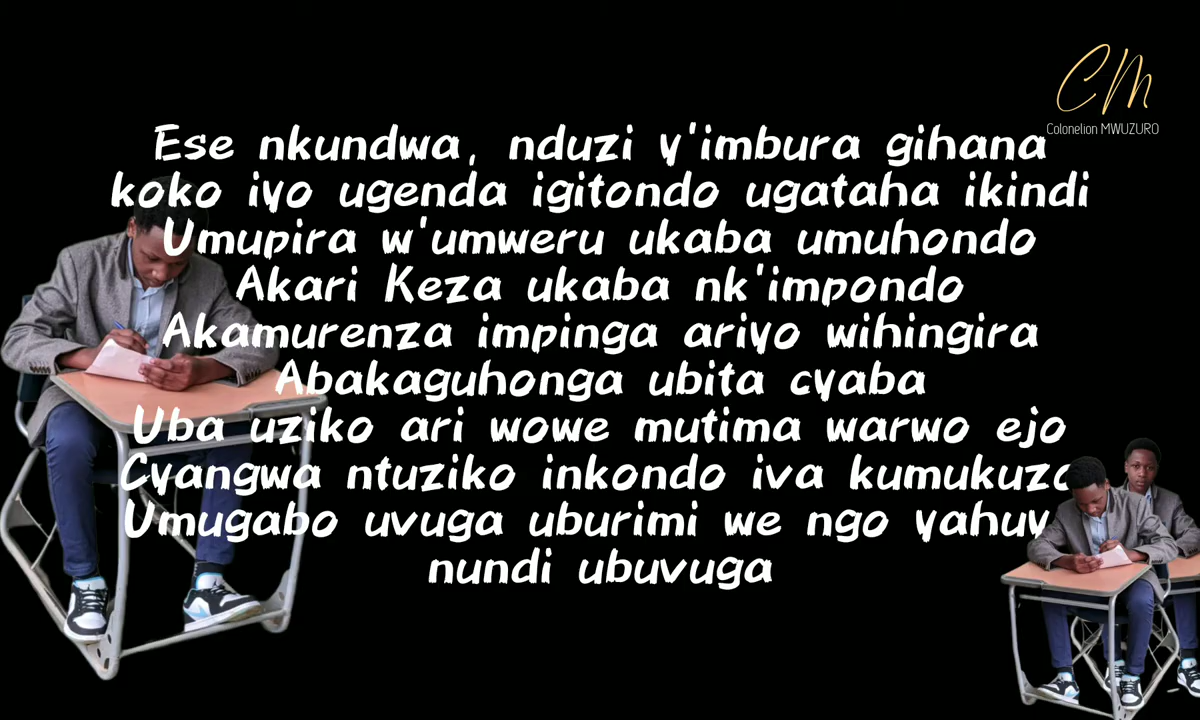 CM
Colonelion MWUZURO
Ese nkundwa, nduzi y'imbura gihana
koko iyo ugenda igitondo ugataha ikindi
Umupira w'umweru ukaba umuhondo
Akari Keza ukaba nk'impondo
Akamurenza impinga ariyo wihingira
Abakaguhonga ubita cyaba
Uba uziko ari wowe mutima warwo ejo
Cyangwa ntuziko inkondo iva
Umugabo uvuga uburimi we ngo
nundi ubuvuga